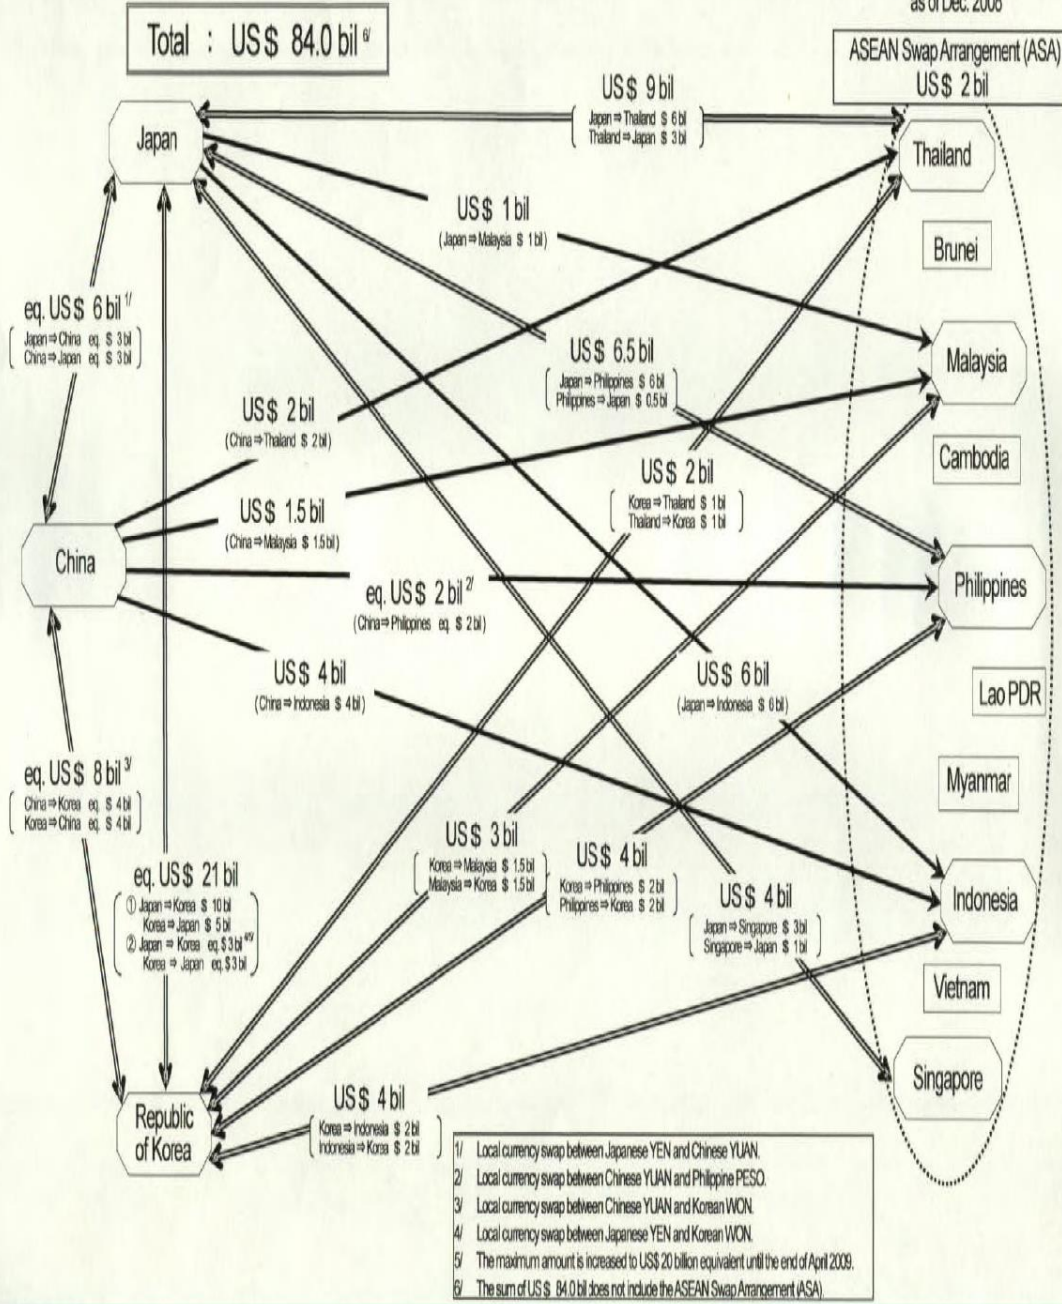 as of Dec. 2008
Total : US$ 84.0 bil 6/
ASEAN Swap Arrangement (ASA)
US$ 2 bil
US$ 9 bil
Japan ⇒ Thailand $ 6 bil
Thailand ⇒ Japan $ 3 bil
Japan
Thailand
US$ 1 bil
(Japan ⇒ Malaysia $ 1 bil)
Brunei
eq. US$ 6 bil 1/
Japan ⇒ China eq. $ 3 bil
China ⇒ Japan eq. $ 3 bil
US$ 6.5 bil
Japan ⇒ Philippines $ 6 bil
Philippines ⇒ Japan $ 0.5 bil
Malaysia
US$ 2 bil
(China ⇒ Thailand $ 2 bil)
Cambodia
US$ 2 bil
Korea ⇒ Thailand $ 1 bil
Thailand ⇒ Korea $ 1 bil
US$ 1.5 bil
(China ⇒ Malaysia $ 1.5 bil)
China
eq. US$ 2 bil 2/
(China ⇒ Philippines eq. $ 2 bil)
Philippines
US$ 4 bil
(China ⇒ Indonesia $ 4 bil)
US$ 6 bil
(Japan ⇒ Indonesia $ 6 bil)
Lao PDR
eq. US$ 8 bil 3/
China ⇒ Korea eq. $ 4 bil
Korea ⇒ China eq. $ 4 bil
Myanmar
US$ 3 bil
Korea ⇒ Malaysia $ 1.5 bil
Malaysia ⇒ Korea $ 1.5 bil
US$ 4 bil
Korea ⇒ Philippines $ 2 bil
Philippines ⇒ Korea $ 2 bil
eq. US$ 21 bil
① Japan ⇒ Korea $ 10 bil
Korea ⇒ Japan $ 5 bil
② Japan ⇒ Korea eq. $ 3 bil 4/5/
Korea ⇒ Japan eq. $ 3 bil
US$ 4 bil
Japan ⇒ Singapore $ 3 bil
Singapore ⇒ Japan $ 1 bil
Indonesia
Vietnam
Singapore
Republic
of Korea
US$ 4 bil
Korea ⇒ Indonesia $ 2 bil
Indonesia ⇒ Korea $ 2 bil
1/ Local currency swap between Japanese YEN and Chinese YUAN.
2/ Local currency swap between Chinese YUAN and Philippine PESO.
3/ Local currency swap between Chinese YUAN and Korean WON.
4/ Local currency swap between Japanese YEN and Korean WON.
5/ The maximum amount is increased to US$ 20 billion equivalent until the end of April 2009.
6/ The sum of US$ 84.0 bil does not include the ASEAN Swap Arrangement (ASA).